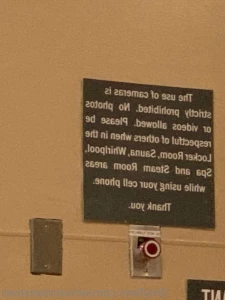 The use of cameras is
strictly prohibited. No photos
or videos allowed. Please be
respectful of others when in the
Locker Room, Sauna, Whirlpool,
Spa and Steam Room areas
while using your cell phone.
Thank you.